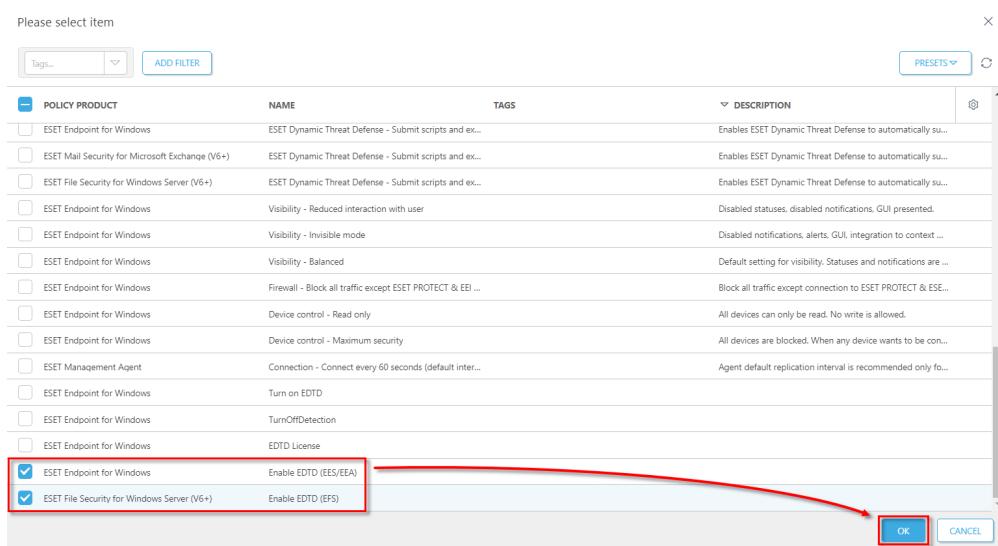 Please select item
Tags...
ADD FILTER
PRESETS
POLICY PRODUCT NAME TAGS DESCRIPTION
ESET Endpoint for Windows ESET Dynamic Threat Defense - Submit scripts and ex... Enables ESET Dynamic Threat Defense to automatically su...
ESET Mail Security for Microsoft Exchange (V6+) ESET Dynamic Threat Defense - Submit scripts and ex... Enables ESET Dynamic Threat Defense to automatically su...
ESET File Security for Windows Server (V6+) ESET Dynamic Threat Defense - Submit scripts and ex... Enables ESET Dynamic Threat Defense to automatically su...
ESET Endpoint for Windows Visibility - Reduced interaction with user Disabled statuses, disabled notifications, GUI presented.
ESET Endpoint for Windows Visibility - Invisible mode Disabled notifications, alerts, GUI, integration to context ...
ESET Endpoint for Windows Visibility - Balanced Default setting for visibility. Statuses and notifications are ...
ESET Endpoint for Windows Firewall - Block all traffic except ESET PROTECT & EEI ... Block all traffic except connection to ESET PROTECT & ESE...
ESET Endpoint for Windows Device control - Read only All devices can only be read. No write is allowed.
ESET Endpoint for Windows Device control - Maximum security All devices are blocked. When any device wants to be con...
ESET Management Agent Connection - Connect every 60 seconds (default inter... Agent default replication interval is recommended only fo...
ESET Endpoint for Windows Turn on EDTD
ESET Endpoint for Windows TurnOffDetection
ESET Endpoint for Windows EDTD License
ESET Endpoint for Windows Enable EDTD (EES/EEA)
ESET File Security for Windows Server (V6+) Enable EDTD (EFS)
OK CANCEL